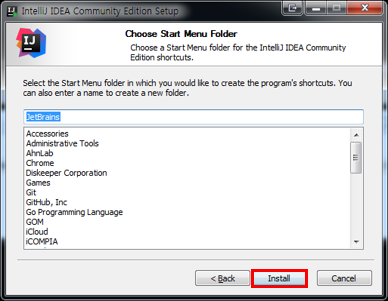 IntelliJ IDEA Community Edition Setup
IJ
Choose Start Menu Folder
Choose a Start Menu folder for the IntelliJ IDEA Community
Edition shortcuts.
Select the Start Menu folder in which you would like to create the program's shortcuts. You
can also enter a name to create a new folder.
JetBrains
Accessories
Administrative Tools
AhnLab
Chrome
Diskeeper Corporation
Games
Git
GitHub, Inc
Go Programming Language
GOM
iCloud
iCOMPIA
< Back
Install
Cancel